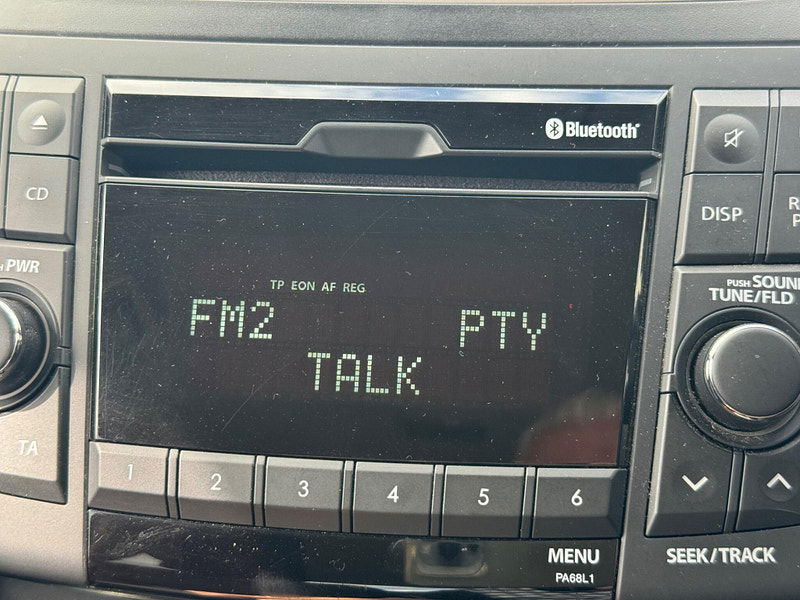 Bluetooth®
CD
DISP
PWR
PUSH SOUND
TUNE/FLD
TP EON AF REG
FM2
PTY
TALK
TA
1 2 3 4 5 6
MENU
PA68L1
SEEK/TRACK